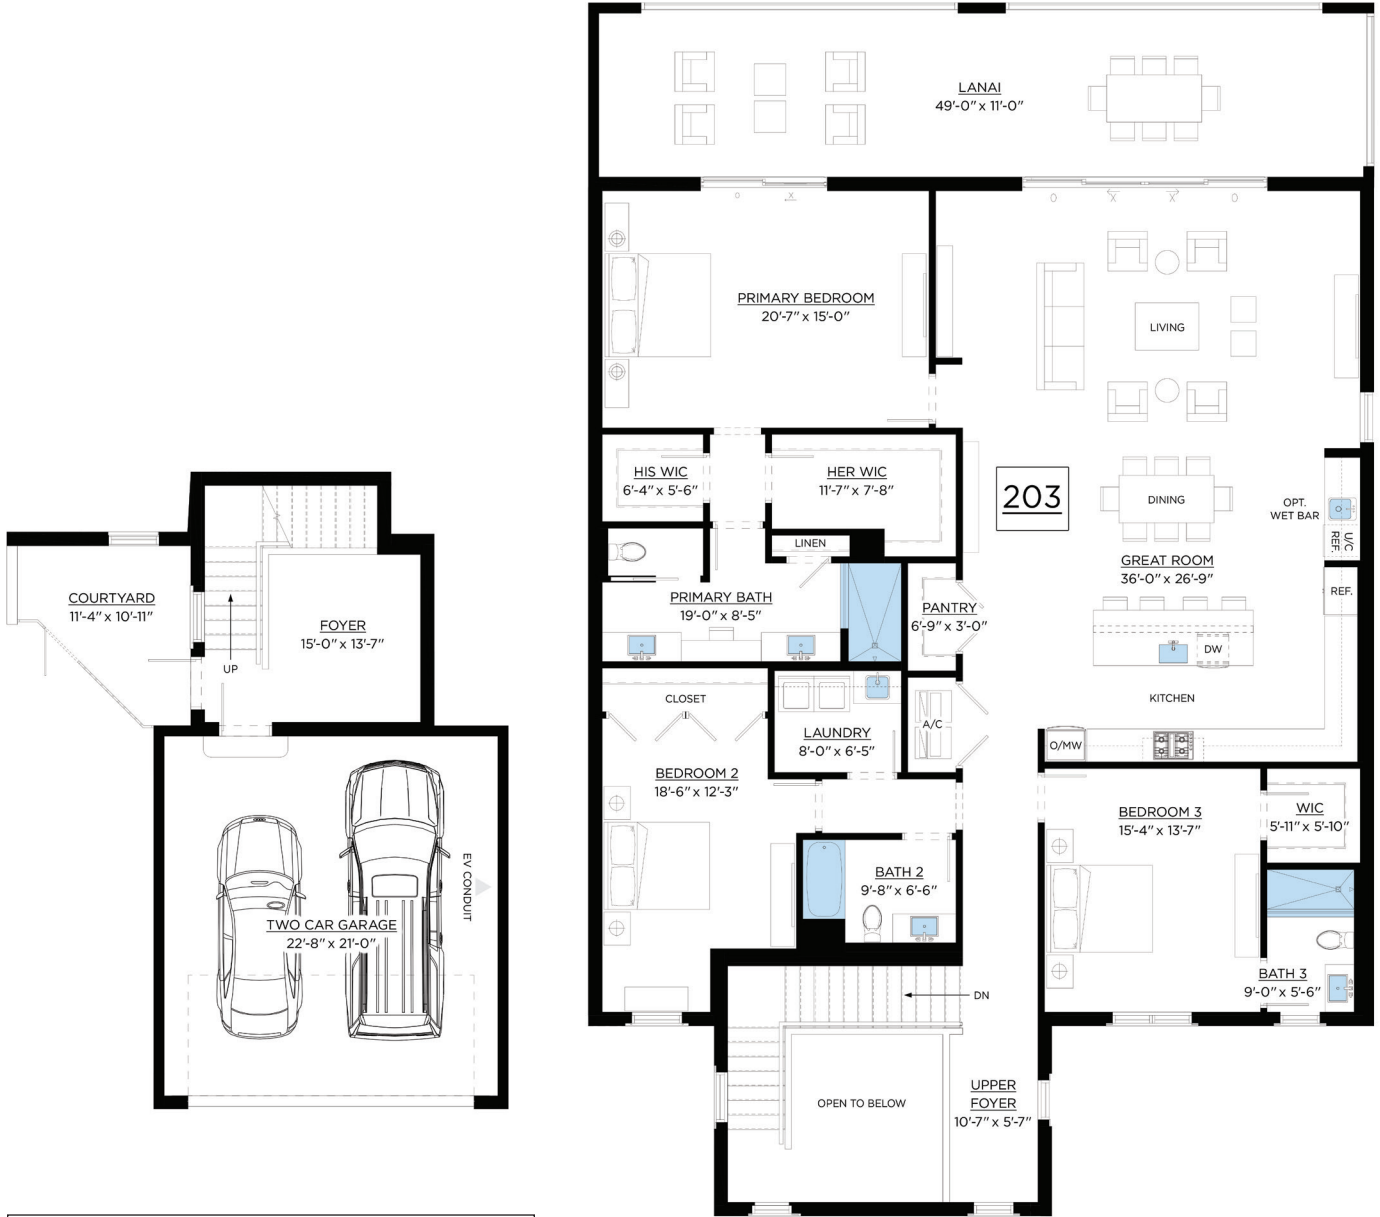 LANAI
49'-0" x 11'-0"
O
X
O
X
X
O
PRIMARY BEDROOM
20'-7" x 15'-0"
LIVING
HIS WIC
6'-4" x 5'-6"
HER WIC
11'-7" x 7'-8"
203
DINING
OPT.
WET BAR
U/C
REF.
LINEN
GREAT ROOM
36'-0" x 26'-9"
REF.
PRIMARY BATH
19'-0" x 8'-5"
PANTRY
6'-9" x 3'-0"
DW
KITCHEN
CLOSET
A/C
LAUNDRY
8'-0" x 6'-5"
O/MW
BEDROOM 2
18'-6" x 12'-3"
BEDROOM 3
15'-4" x 13'-7"
WIC
5'-11" x 5'-10"
BATH 2
9'-8" x 6'-6"
BATH 3
9'-0" x 5'-6"
DN
OPEN TO BELOW
UPPER
FOYER
10'-7" x 5'-7"
COURTYARD
11'-4" x 10'-11"
FOYER
15'-0" x 13'-7"
UP
EV CONDUIT
TWO CAR GARAGE
22'-8" x 21'-0"